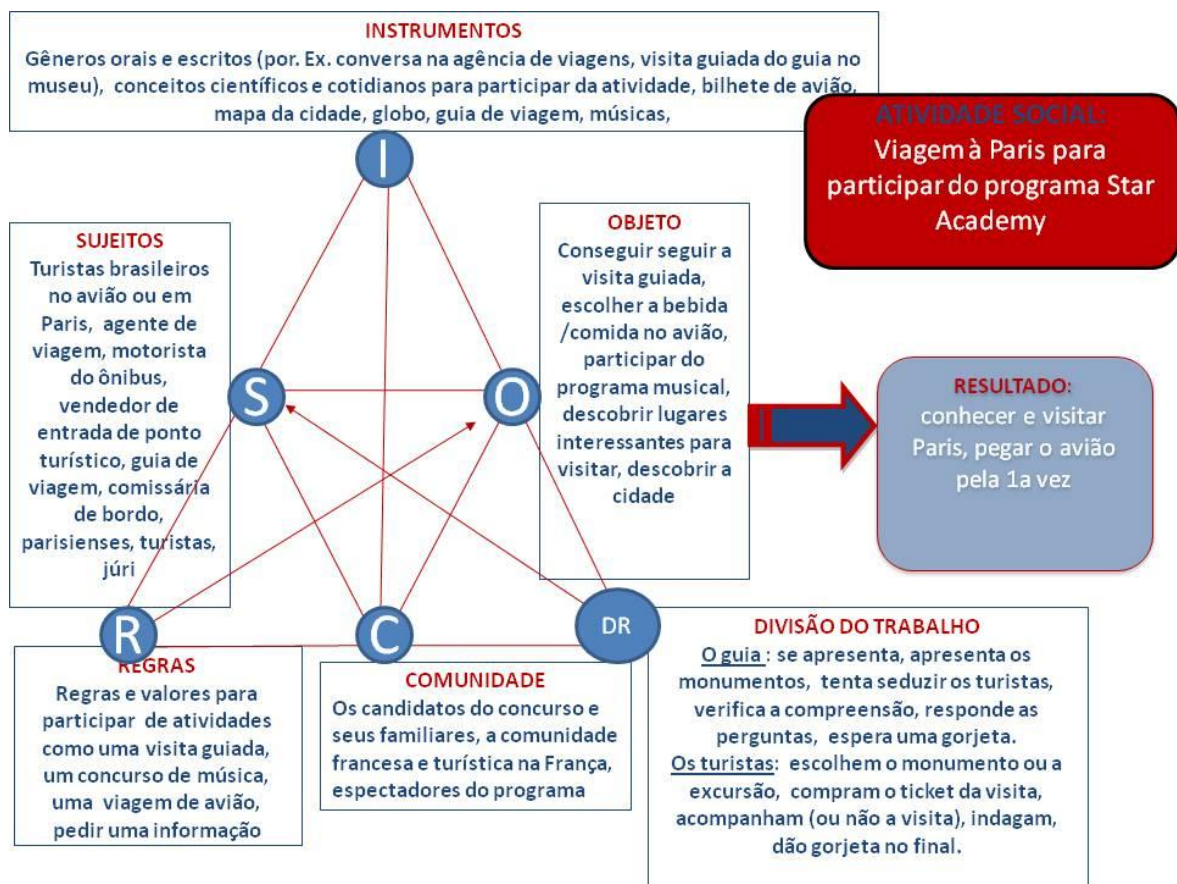 INSTRUMENTOS
Gêneros orais e escritos (por. Ex. conversa na agência de viagens, visita guiada do guia no
museu), conceitos científicos e cotidianos para participar da atividade, bilhete de avião,
mapa da cidade, globo, guia de viagem, músicas,
ATIVIDADE SOCIAL:
Viagem à Paris para
participar do programa Star
Academy
I
SUJEITOS
Turistas brasileiros
no avião ou em
Paris, agente de
viagem, motorista
do ônibus,
vendedor de
entrada de ponto
turístico, guia de
viagem, comissária
de bordo,
parisienses, turistas,
júri
S
O
OBJETO
Conseguir seguir a
visita guiada,
escolher a bebida
/comida no avião,
participar do
programa musical,
descobrir lugares
interessantes para
visitar, descobrir a
cidade
RESULTADO:
conhecer e visitar
Paris, pegar o avião
pela 1a vez
R
C
DR
REGRAS
Regras e valores para
participar de atividades
como uma visita guiada,
um concurso de música,
uma viagem de avião,
pedir uma informação
COMUNIDADE
Os candidatos do concurso e
seus familiares, a comunidade
francesa e turística na França,
espectadores do programa
DIVISÃO DO TRABALHO
O guia : se apresenta, apresenta os
monumentos, tenta seduzir os turistas,
verifica a compreensão, responde as
perguntas, espera uma gorjeta.
Os turistas: escolhem o monumento ou a
excursão, compram o ticket da visita,
acompanham (ou não a visita), indagam,
dão gorjeta no final.